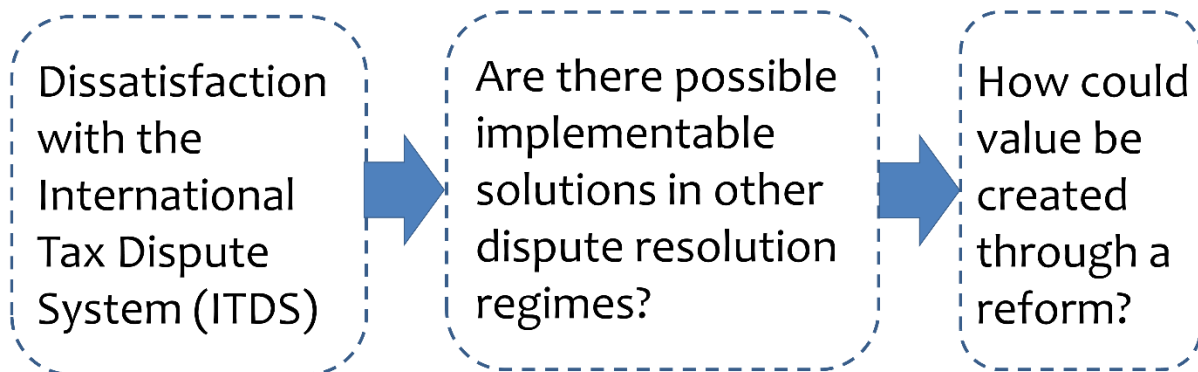 Dissatisfaction
with the
International
Tax Dispute
System (ITDS)
Are there possible
implementable
solutions in other
dispute resolution
regimes?
How could
value be
created
through a
reform?